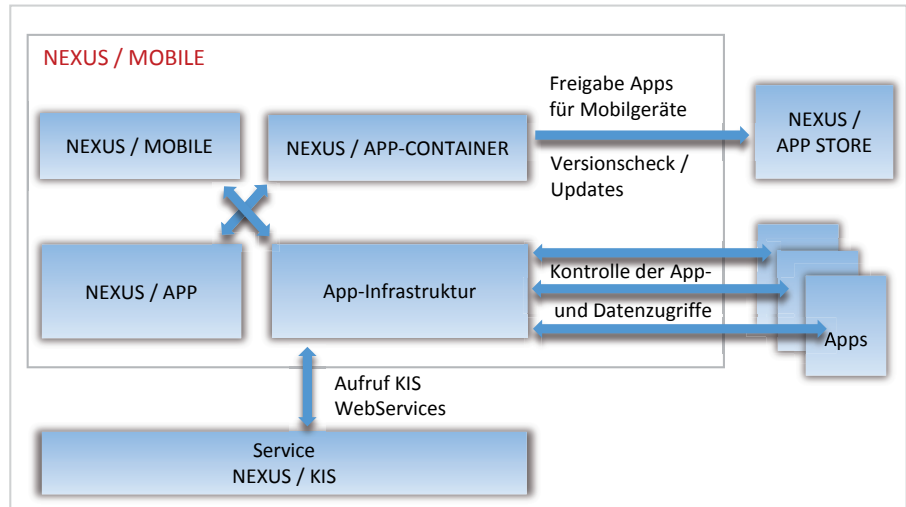 NEXUS / MOBILE
NEXUS / MOBILE
NEXUS / APP-CONTAINER
Freigabe Apps
für Mobilgeräte
Versionscheck /
Updates
NEXUS /
APP STORE
NEXUS / APP
App-Infrastruktur
Kontrolle der App-
und Datenzugriffe
Apps
Aufruf KIS
WebServices
Service
NEXUS / KIS